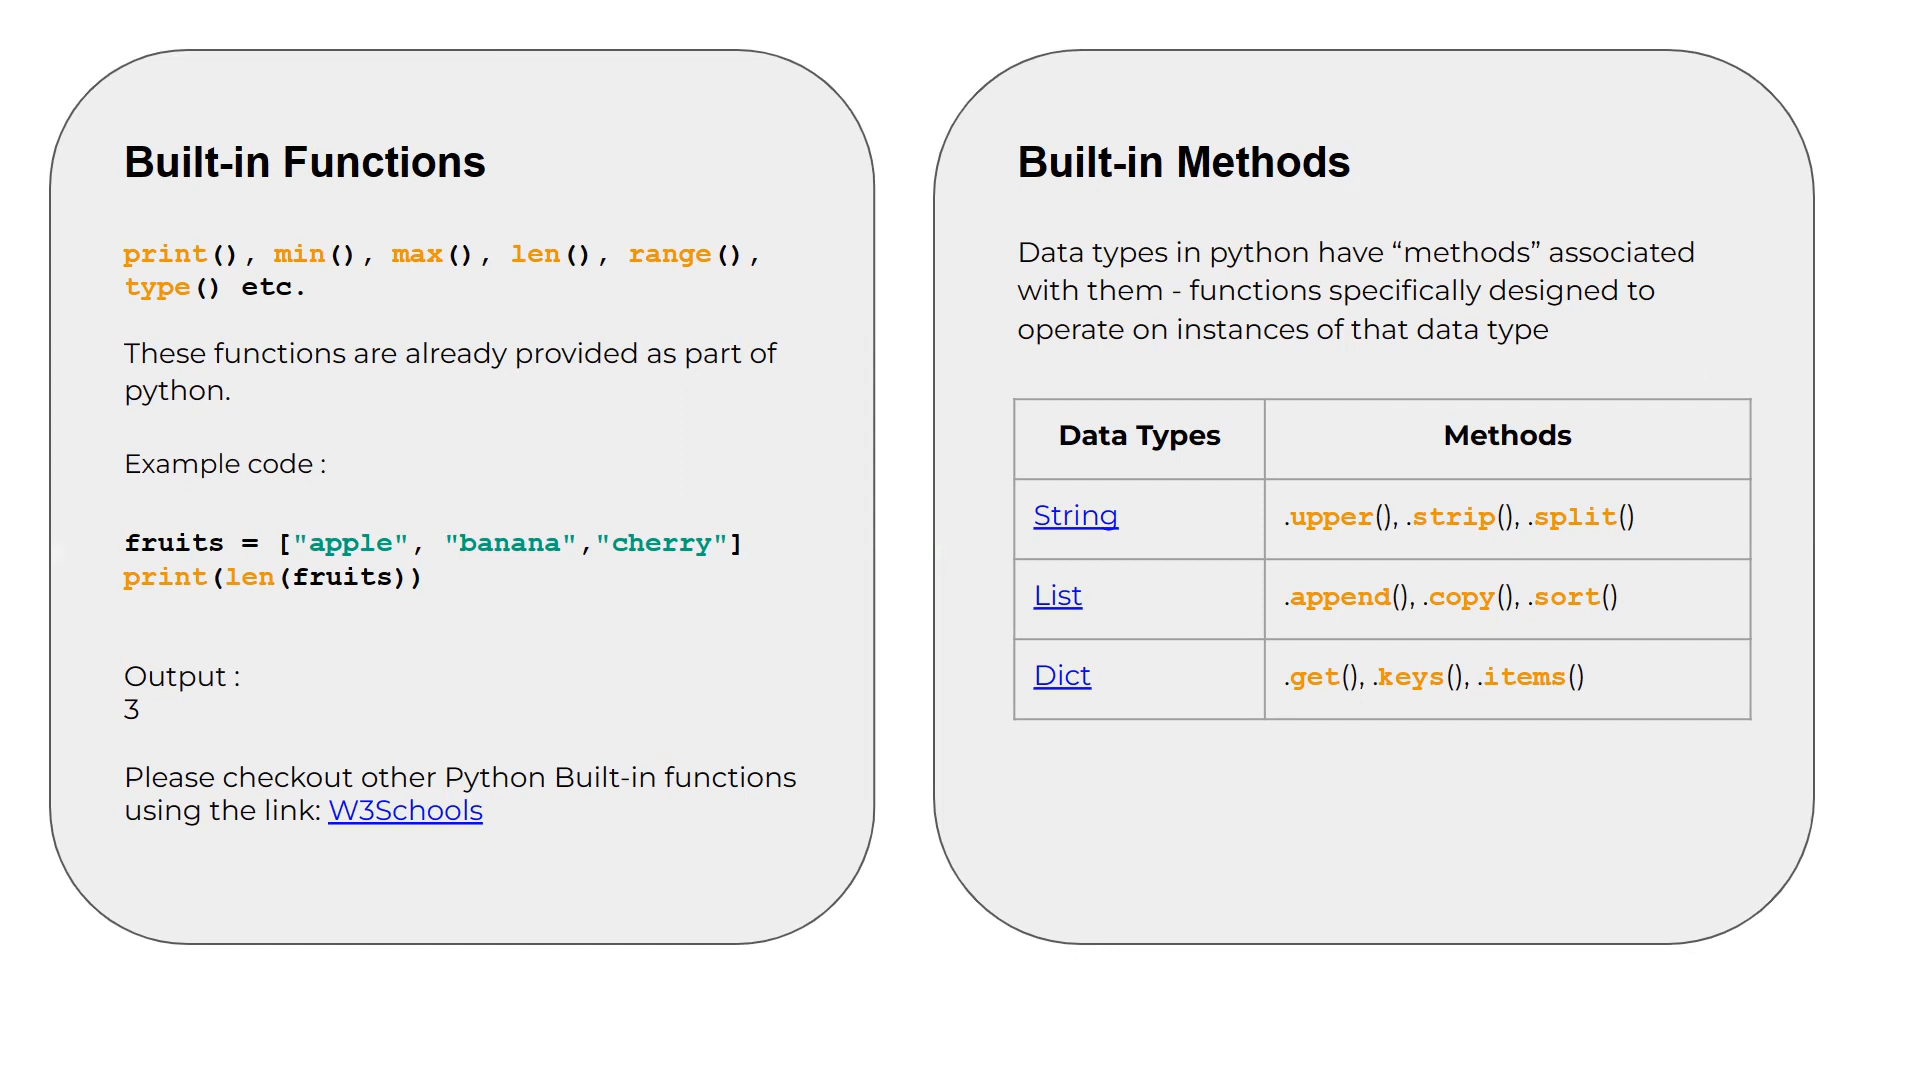 Built-in Functions
print(), min(), max(), len(), range(),
type() etc.
These functions are already provided as part of
python.
Example code :
fruits = ["apple", "banana","cherry"]
print(len(fruits))
Output :
3
Please checkout other Python Built-in functions
using the link: W3Schools
Built-in Methods
Data types in python have “methods” associated
with them - functions specifically designed to
operate on instances of that data type
Data Types Methods
String .upper(), .strip(), .split()
List .append(), .copy(), .sort()
Dict .get(), .keys(), .items()